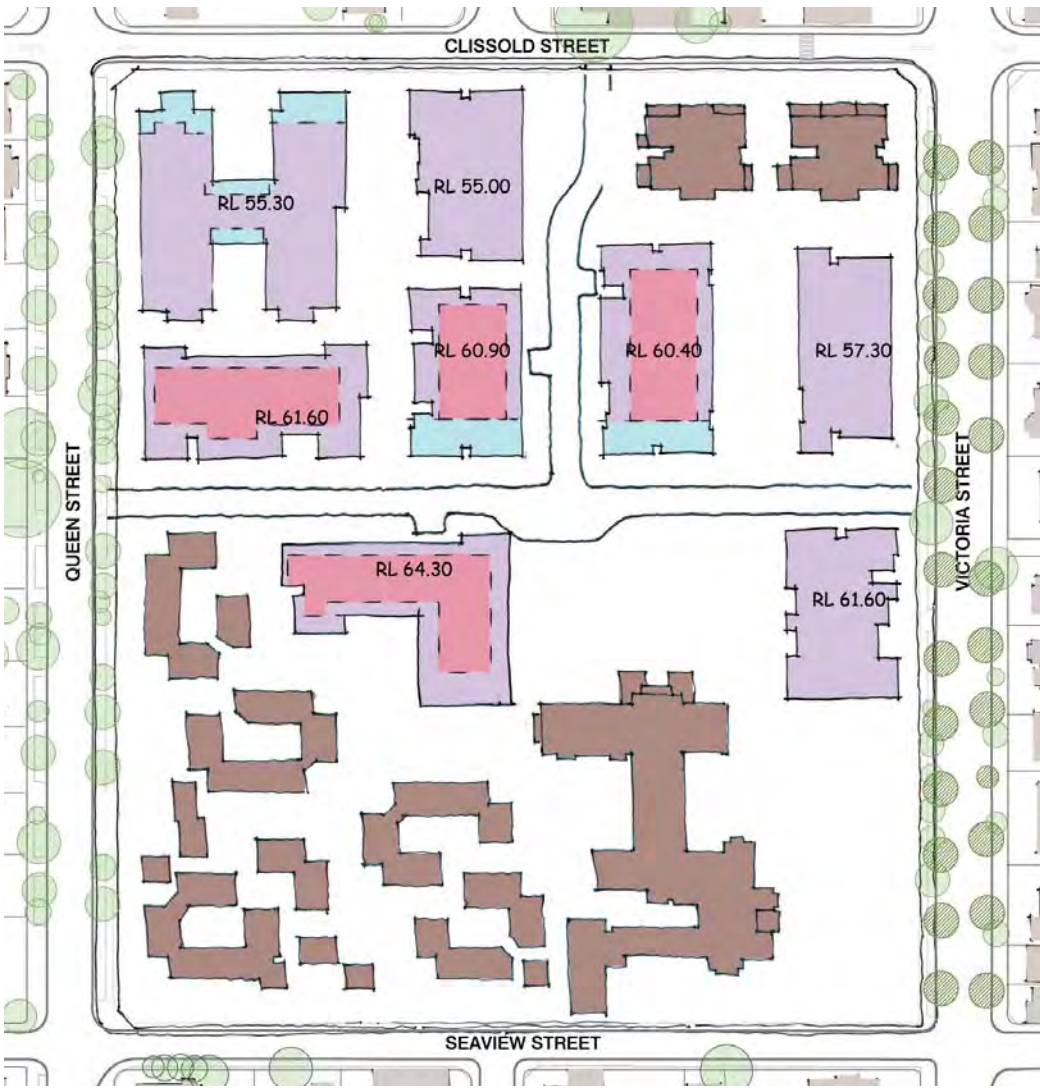 CLISSOLD STREET
RL 55.30
RL 55.00
RL 60.90
RL 60.40
RL 57.30
RL 61.60
QUEEN STREET
VICTORIA STREET
RL 64.30
RL 61.60
SEAVIEW STREET